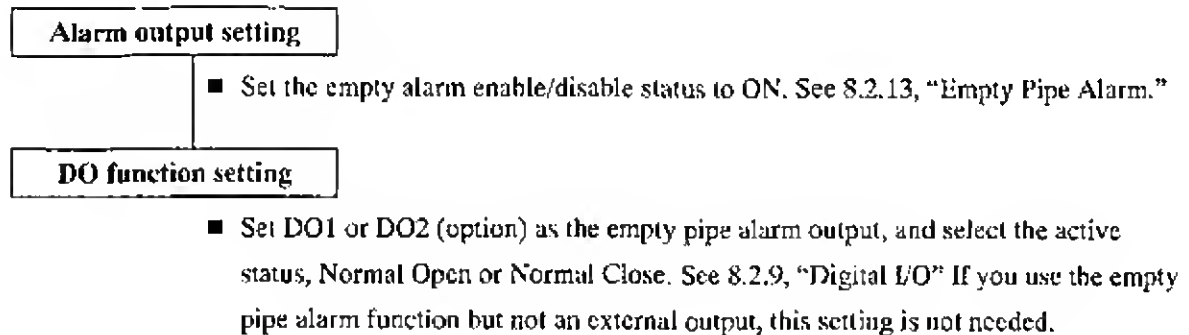 Alarm output setting
■ Set the empty alarm enable/disable status to ON. See 8.2.13, “Empty Pipe Alarm.”
DO function setting
■ Set DO1 or DO2 (option) as the empty pipe alarm output, and select the active
status, Normal Open or Normal Close. See 8.2.9, “Digital I/O” If you use the empty
pipe alarm function but not an external output, this setting is not needed.